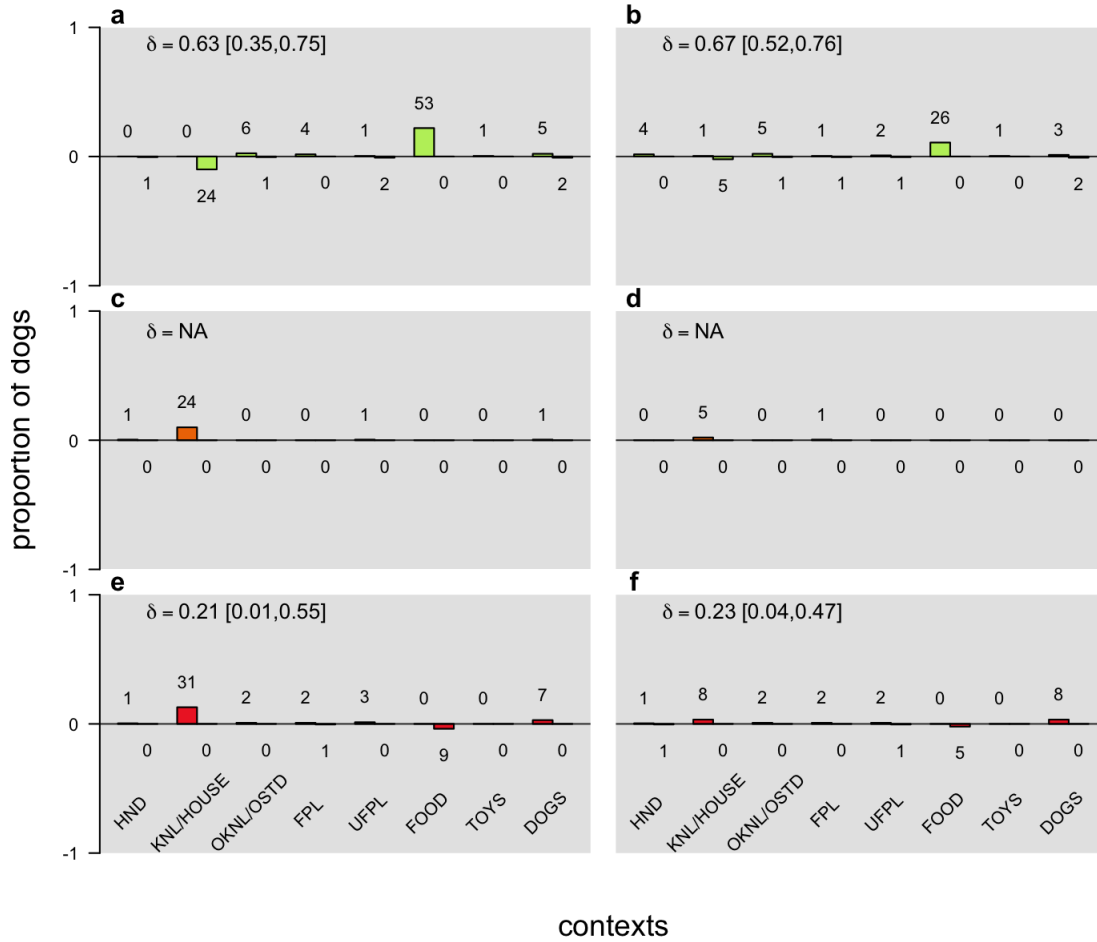 a
b
1
δ = 0.63 [0.35,0.75]
δ = 0.67 [0.52,0.76]
0 0 6 4 1 53 1 5
4 1 5 1 2 26 1 3
0
1 24 1 0 2 0 0 2
0 5 1 1 1 0 0 2
-1
c
d
1
δ = NA
δ = NA
1 24 0 0 1 0 0 1
0 5 0 1 0 0 0 0
0
0 0 0 0 0 0 0 0
0 0 0 0 0 0 0 0
-1
e
f
1
δ = 0.21 [0.01,0.55]
δ = 0.23 [0.04,0.47]
1 31 2 2 3 0 0 7
1 8 2 2 2 0 0 8
0
0 0 0 1 0 9 0 0
1 0 0 0 1 5 0 0
-1
HND KNL/HOUSE OKNL/OSTD FPL UFPL FOOD TOYS DOGS
HND KNL/HOUSE OKNL/OSTD FPL UFPL FOOD TOYS DOGS
proportion of dogs
contexts